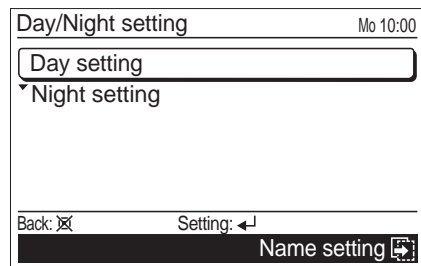 Day/Night setting Mo 10:00
Day setting
Night setting
Back: Setting:
Name setting